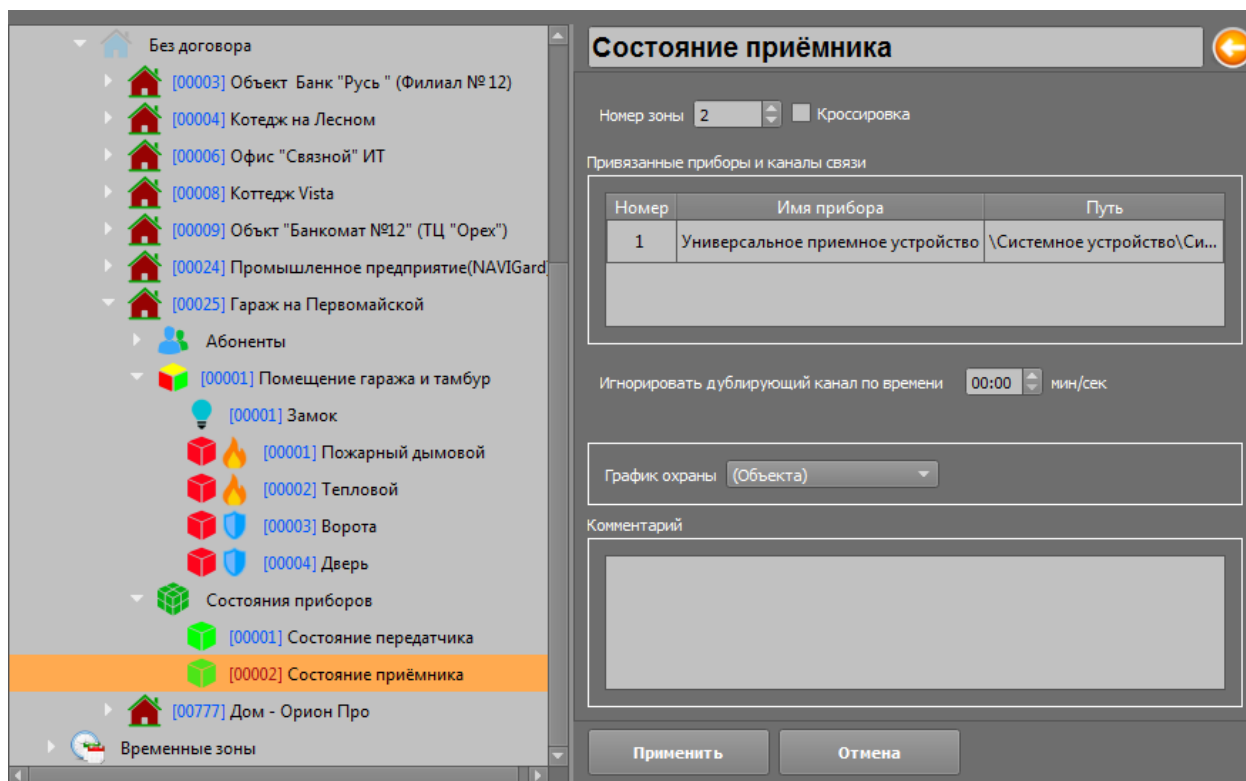 Без договора
[00003] Объект Банк "Русь " (Филиал № 12)
[00004] Котедж на Лесном
[00006] Офис "Связной" ИТ
[00008] Коттедж Vista
[00009] Объкт "Банкомат №12" (ТЦ "Орех")
[00024] Промышленное предприятие(NAVIGard)
[00025] Гараж на Первомайской
Абоненты
[00001] Помещение гаража и тамбур
[00001] Замок
[00001] Пожарный дымовой
[00002] Тепловой
[00003] Ворота
[00004] Дверь
Состояния приборов
[00001] Состояние передатчика
[00002] Состояние приёмника
[00777] Дом - Орион Про
Временные зоны
Состояние приёмника
Номер зоны 2 Кроссировка
Привязанные приборы и каналы связи
Номер Имя прибора Путь
1 Универсальное приемное устройство \Системное устройство\Си...
Игнорировать дублирующий канал по времени 00:00 мин/сек
График охраны (Объекта)
Комментарий
Применить Отмена